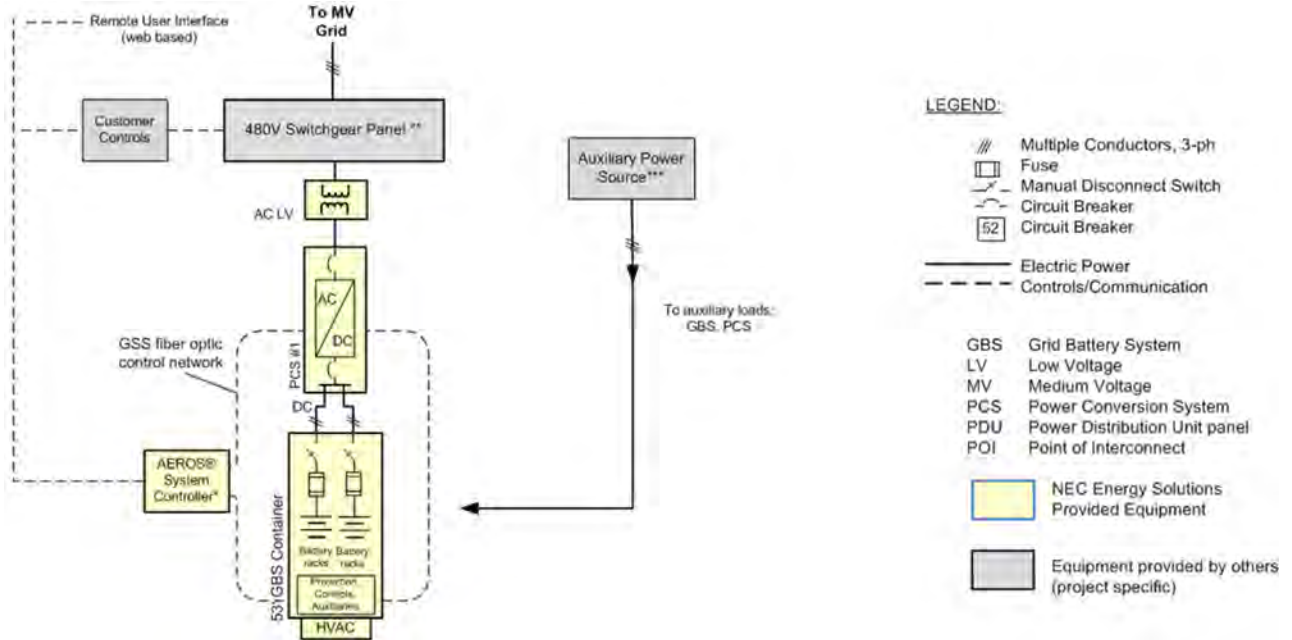 Remote User Interface
(web based)
To MV
Grid
Customer
Controls
480V Switchgear Panel **
AC LV
Auxiliary Power
Source***
AC
DC
PCS #1
To auxiliary loads:
GBS, PCS
GSS fiber optic
control network
DC
AEROS®
System
Controller*
53' GBS Container
Battery Battery
racks racks
Protection,
Controls,
Auxiliaries
HVAC
LEGEND:
Multiple Conductors, 3-ph
Fuse
Manual Disconnect Switch
Circuit Breaker
52 Circuit Breaker
Electric Power
Controls/Communication
GBS Grid Battery System
LV Low Voltage
MV Medium Voltage
PCS Power Conversion System
PDU Power Distribution Unit panel
POI Point of Interconnect
NEC Energy Solutions
Provided Equipment
Equipment provided by others
(project specific)